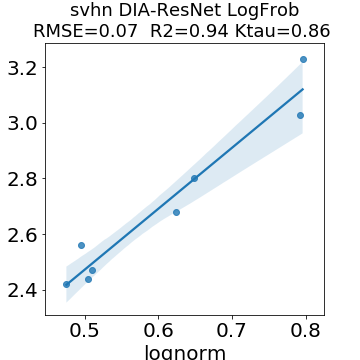 svhn DIA-ResNet LogFrob
RMSE=0.07  R2=0.94 Ktau=0.86
3.2
3.0
2.8
2.6
2.4
0.5 0.6 0.7 0.8
lognorm